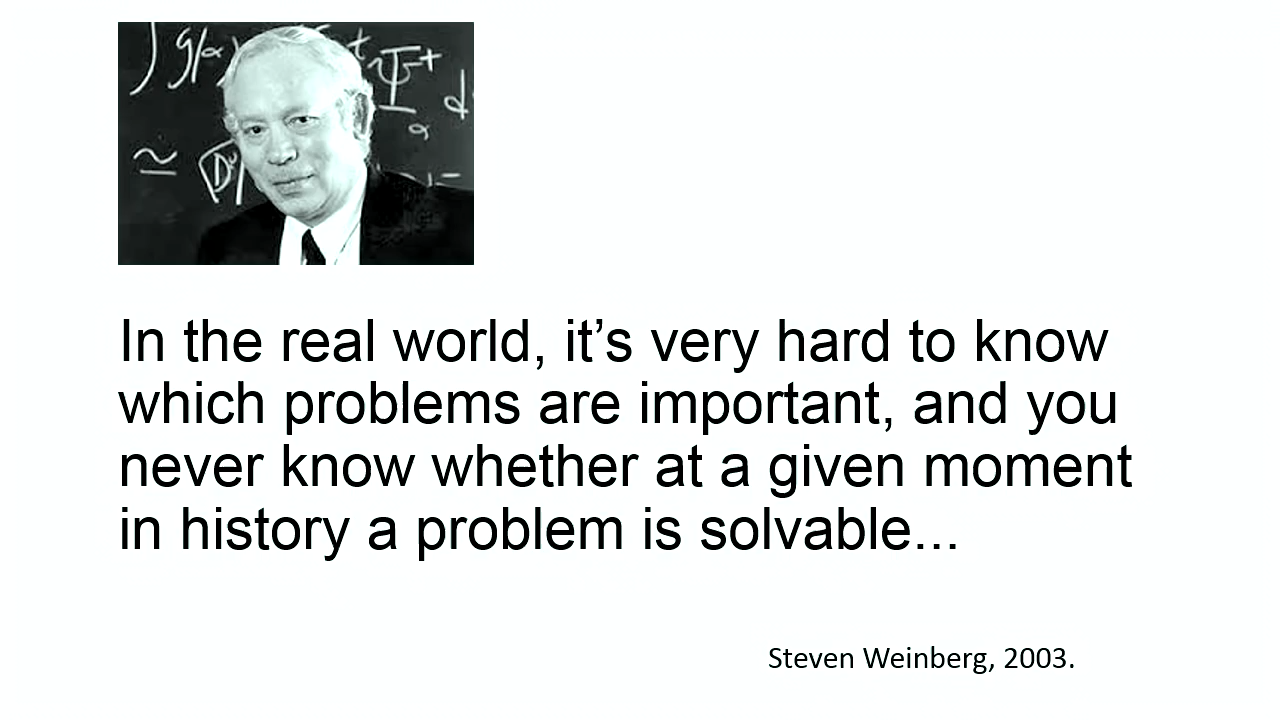 In the real world, it’s very hard to know
which problems are important, and you
never know whether at a given moment
in history a problem is solvable...
Steven Weinberg, 2003.